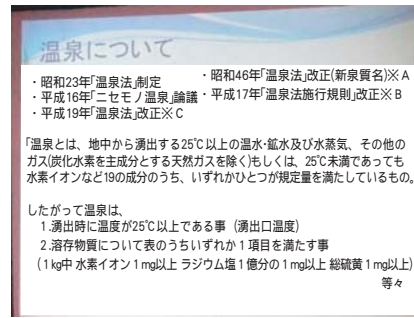 温泉について
・昭和23年｢温泉法｣制定　・昭和46年｢温泉法｣改正(新泉質名)※A
・平成16年｢ニセモノ温泉｣論議・平成17年｢温泉法施行規則｣改正※B
・平成19年｢温泉法｣改正※C
｢温泉とは、地中から湧出する25℃以上の温水･鉱水及び水蒸気、その他の
ガス(炭化水素を主成分とする天然ガスを除く)もしくは、25℃未満であっても
水素イオンなど19の成分のうち、いずれかひとつが規定量を満たしているもの。
したがって温泉は、
1.湧出時に温度が25℃以上である事（湧出口温度）
2.溶存物質について表のうちいずれか1項目を満たす事
(1kg中 水素イオン1mg以上 ラジウム塩1億分の1mg以上 総硫黄1mg以上)
等々